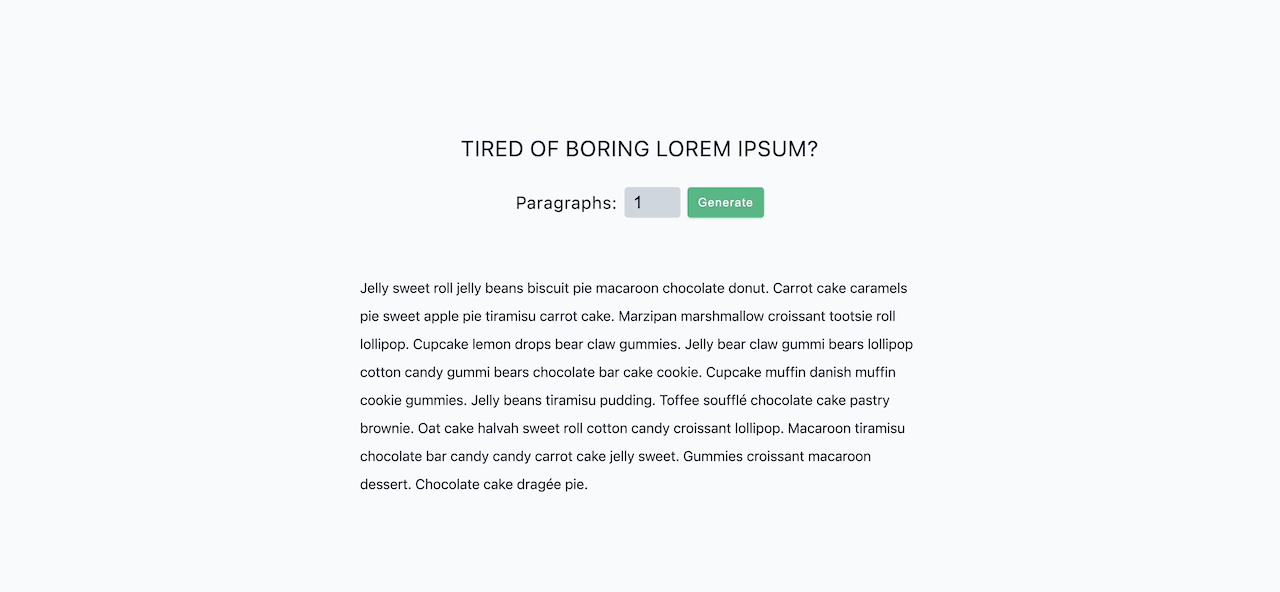 TIRED OF BORING LOREM IPSUM?
Paragraphs: 1 Generate
Jelly sweet roll jelly beans biscuit pie macaroon chocolate donut. Carrot cake caramels
pie sweet apple pie tiramisu carrot cake. Marzipan marshmallow croissant tootsie roll
lollipop. Cupcake lemon drops bear claw gummies. Jelly bear claw gummi bears lollipop
cotton candy gummi bears chocolate bar cake cookie. Cupcake muffin danish muffin
cookie gummies. Jelly beans tiramisu pudding. Toffee soufflé chocolate cake pastry
brownie. Oat cake halvah sweet roll cotton candy croissant lollipop. Macaroon tiramisu
chocolate bar candy candy carrot cake jelly sweet. Gummies croissant macaroon
dessert. Chocolate cake dragée pie.